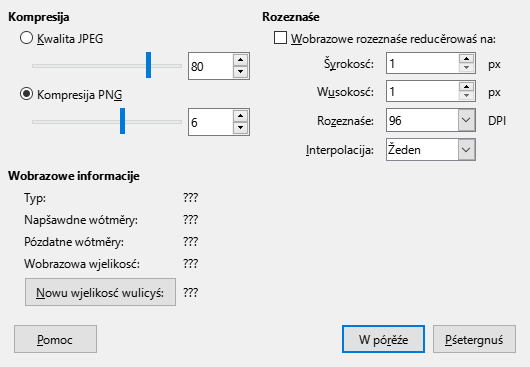 Kompresija
Kwalita JPEG
80
Kompresija PNG
6
Rozeznaśe
Wobrazowe rozeznaśe reducěrowaś na:
Šyrokosć: 1 px
Wusokosć: 1 px
Rozeznaśe: 96 DPI
Interpolacija: Žeden
Wobrazowe informacije
Typ: ???
Napšawdne wótměry: ???
Pózdatne wótměry: ???
Wobrazowa wjelikosć: ???
Nowu wjelikosć wulicyś: ???
Pomoc
W pórěźe
Pśetergnuś